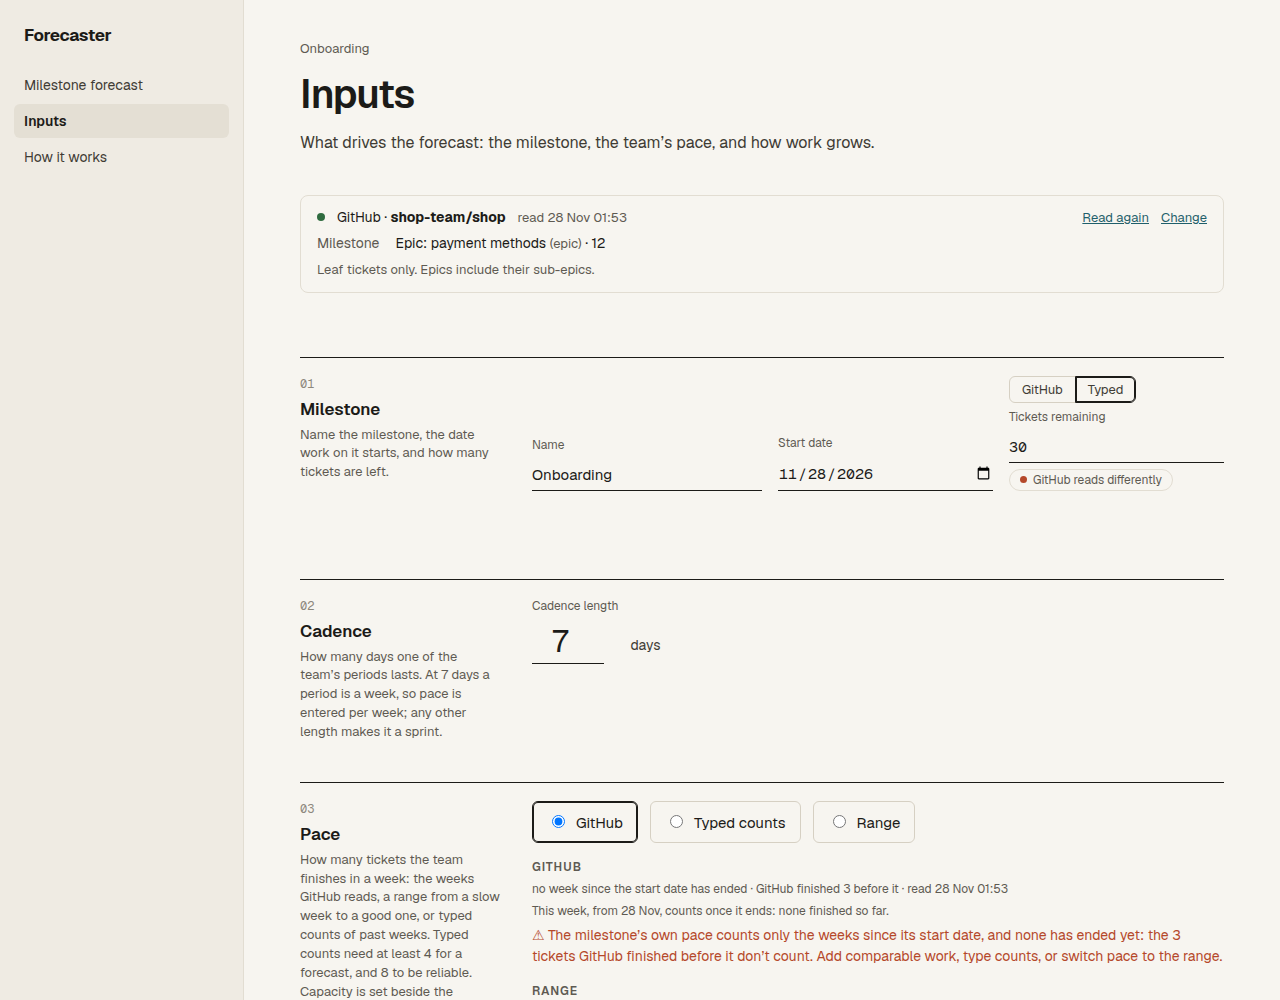 Forecaster
Milestone forecast
Inputs
How it works
Onboarding
Inputs
What drives the forecast: the milestone, the team’s pace, and how work grows.
GitHub · shop-team/shop read 28 Nov 01:53
Read again Change
Milestone Epic: payment methods (epic) · 12
Leaf tickets only. Epics include their sub-epics.
01
Milestone
Name the milestone, the date
work on it starts, and how many
tickets are left.
Name
Onboarding
Start date
11/28/2026
GitHub Typed
Tickets remaining
30
GitHub reads differently
02
Cadence
How many days one of the
team’s periods lasts. At 7 days a
period is a week, so pace is
entered per week; any other
length makes it a sprint.
Cadence length
7 days
03
Pace
How many tickets the team
finishes in a week: the weeks
GitHub reads, a range from a slow
week to a good one, or typed
counts of past weeks. Typed
counts need at least 4 for a
forecast, and 8 to be reliable.
Capacity is set beside the
GitHub Typed counts Range
GITHUB
no week since the start date has ended · GitHub finished 3 before it · read 28 Nov 01:53
This week, from 28 Nov, counts once it ends: none finished so far.
⚠ The milestone’s own pace counts only the weeks since its start date, and none has ended yet: the 3
tickets GitHub finished before it don’t count. Add comparable work, type counts, or switch pace to the range.
RANGE